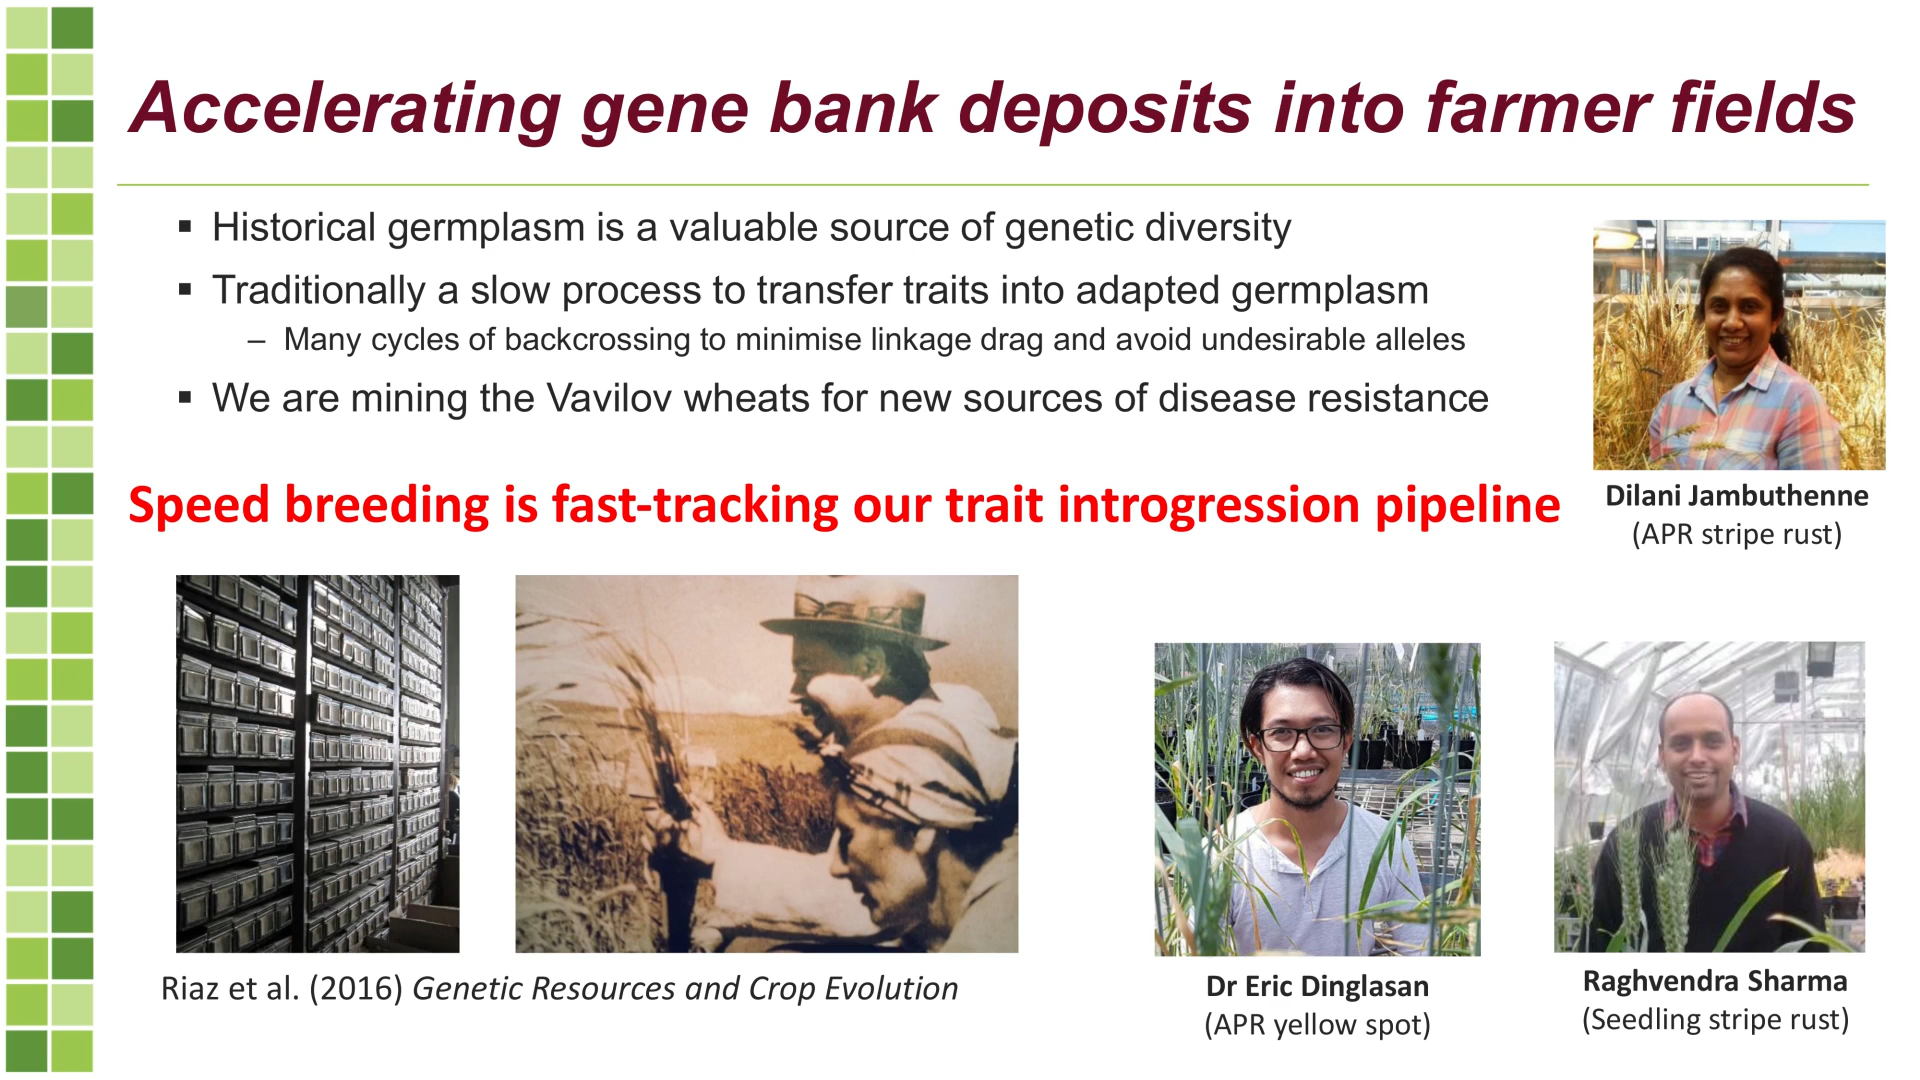 Accelerating gene bank deposits into farmer fields
▪ Historical germplasm is a valuable source of genetic diversity
▪ Traditionally a slow process to transfer traits into adapted germplasm
– Many cycles of backcrossing to minimise linkage drag and avoid undesirable alleles
▪ We are mining the Vavilov wheats for new sources of disease resistance
Speed breeding is fast-tracking our trait introgression pipeline
Dilani Jambuthenne
(APR stripe rust)
Riaz et al. (2016) Genetic Resources and Crop Evolution
Dr Eric Dinglasan
(APR yellow spot)
Raghvendra Sharma
(Seedling stripe rust)